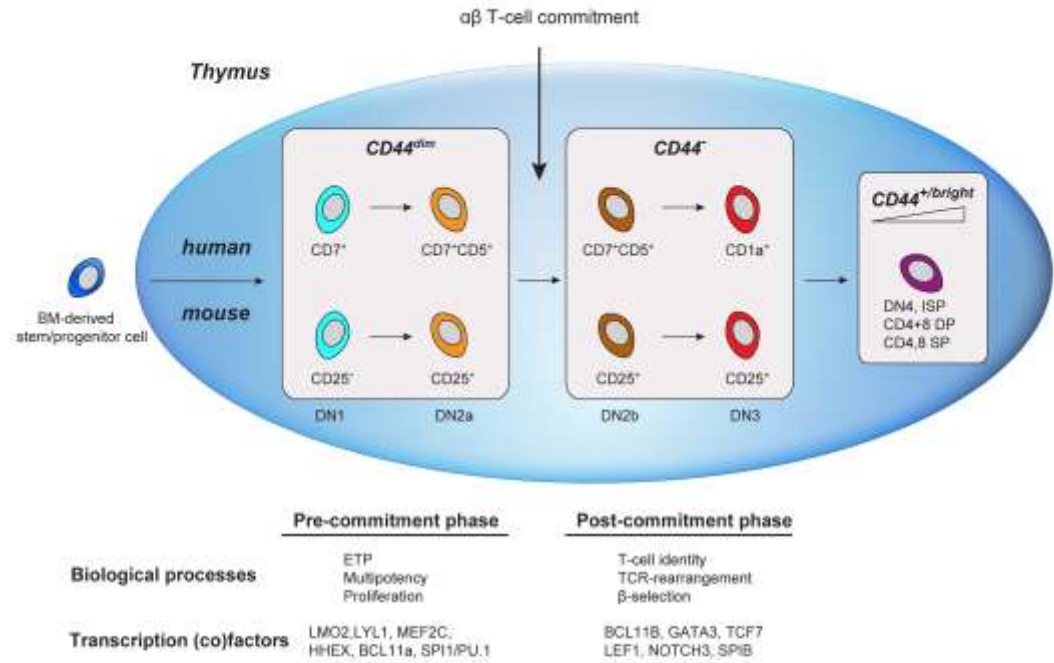 αβ T-cell commitment
Thymus
CD44dim
CD44-
CD44+/bright
CD7+
CD7+CD5+
CD7+CD5+
CD1a+
human
mouse
BM-derived
stem/progenitor cell
DN4, ISP
CD4+8 DP
CD4,8 SP
CD25-
CD25+
CD25+
CD25+
DN1
DN2a
DN2b
DN3
Pre-commitment phase
Post-commitment phase
Biological processes
ETP
Multipotency
Proliferation
T-cell identity
TCR-rearrangement
β-selection
Transcription (co)factors
LMO2,LYL1, MEF2C,
HHEX, BCL11a, SPI1/PU.1
BCL11B, GATA3, TCF7
LEF1, NOTCH3, SPIB